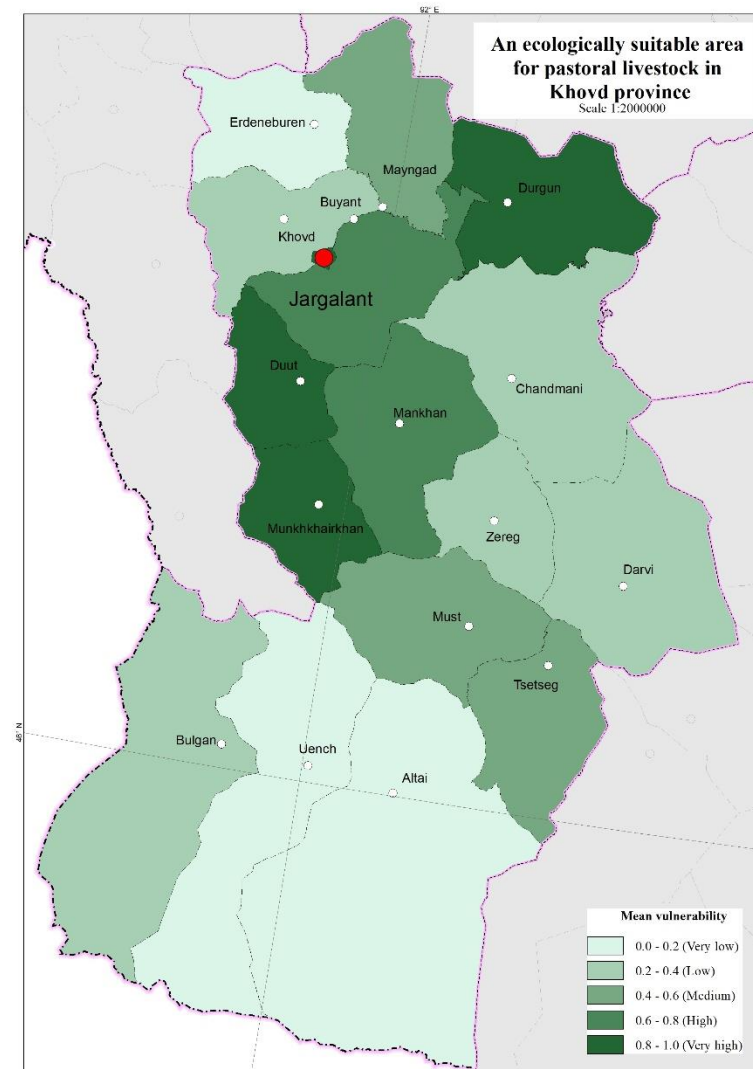 92° E
An ecologically suitable area
for pastoral livestock in
Khovd province
Scale 1:2000000
Erdeneburen
Mayngad
Durgun
Buyant
Khovd
Jargalant
Duut
Chandmani
Mankhan
Munkhkhairkhan
Zereg
Darvi
Must
Tsetseg
46° N
Bulgan
Uench
Altai
Mean vulnerability
0.0 - 0.2 (Very low)
0.2 - 0.4 (Low)
0.4 - 0.6 (Medium)
0.6 - 0.8 (High)
0.8 - 1.0 (Very high)